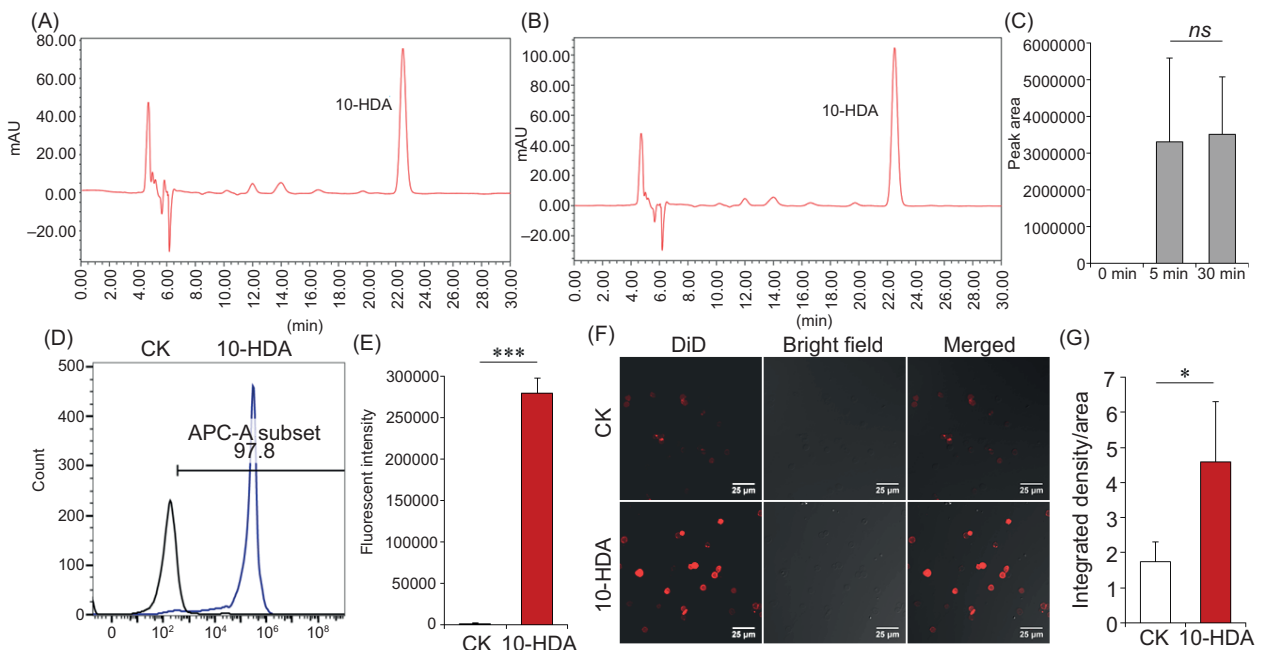 (A)
80.00
60.00
40.00
20.00
0.00
–20.00
mAU
10-HDA
0.00
2.00
4.00
6.00
8.00
10.00
12.00
14.00
16.00
18.00
20.00
22.00
24.00
26.00
28.00
30.00
(min)
(B)
100.00
80.00
60.00
40.00
20.00
0.00
–20.00
mAU
10-HDA
0.00
2.00
4.00
6.00
8.00
10.00
12.00
14.00
16.00
18.00
20.00
22.00
24.00
26.00
28.00
30.00
(min)
(C)
ns
6000000
5000000
4000000
3000000
2000000
1000000
0
Peak area
0 min
5 min
30 min
(D)
CK 10-HDA
500
400
300
200
100
0
Count
APC-A subset
97.8
0 10² 10⁴ 10⁶ 10⁸
(E)
***
300000
250000
200000
150000
100000
50000
0
Fluorescent intensity
CK 10-HDA
(F)
DiD Bright field Merged
CK
25 µm 25 µm 25 µm
10-HDA
25 µm 25 µm 25 µm
(G)
*
7
6
5
4
3
2
1
0
Integrated density/area
CK 10-HDA